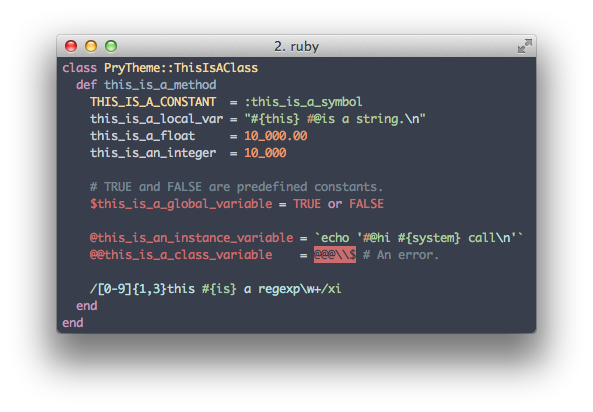 2. ruby
class PryTheme::ThisIsAClass
  def this_is_a_method
    THIS_IS_A_CONSTANT  = :this_is_a_symbol
    this_is_a_local_var = "#{this} #@is a string.\n"
    this_is_a_float     = 10_000.00
    this_is_an_integer  = 10_000

    # TRUE and FALSE are predefined constants.
    $this_is_a_global_variable = TRUE or FALSE

    @this_is_an_instance_variable = `echo '#@hi #{system} call\n'`
    @@this_is_a_class_variable    = @@@\\$ # An error.

    /[0-9]{1,3}this #{is} a regexp\w+/xi
  end
end